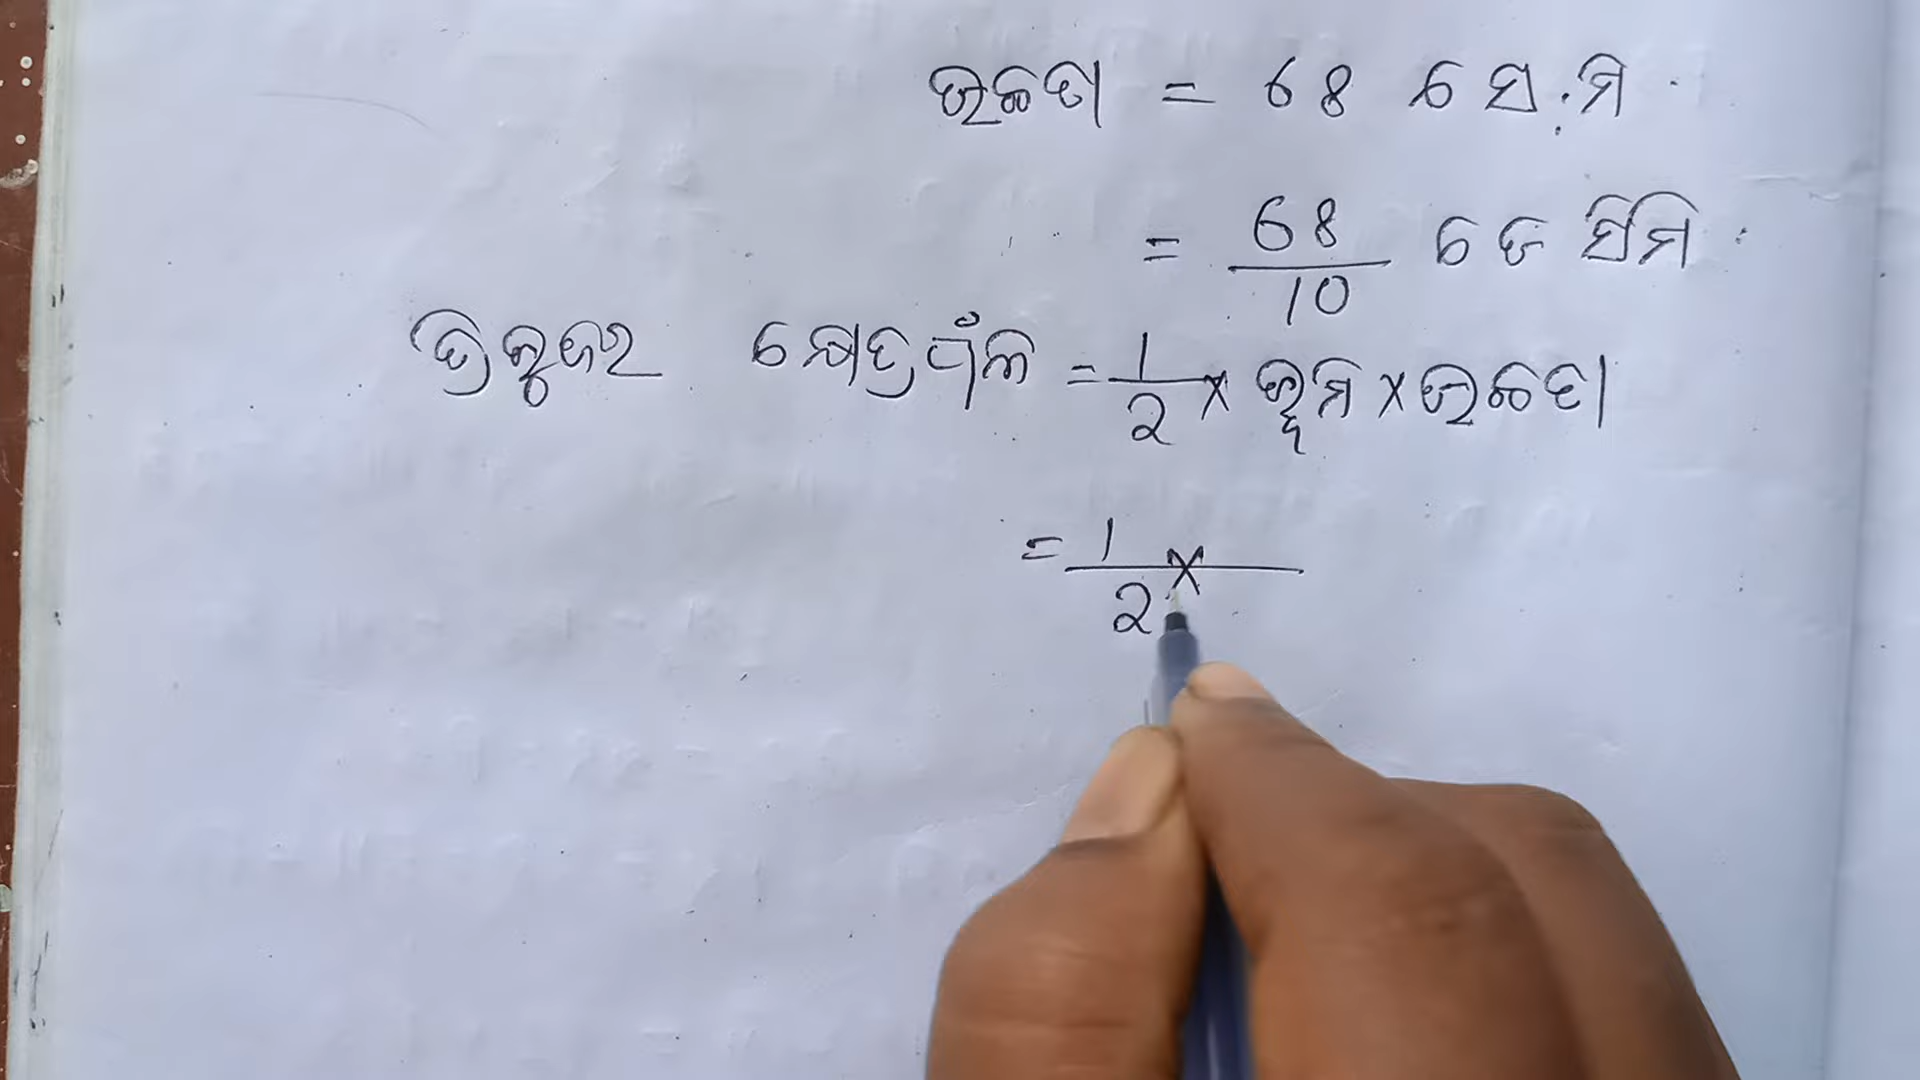 ଉଚ୍ଚତା = 68 ସେ.ମି.
= 68/10 ଡେସିମି.
ତ୍ରିଭୁଜର କ୍ଷେତ୍ରଫଳ = 1/2 × ଭୂମି × ଉଚ୍ଚତା
= 1/2 ×